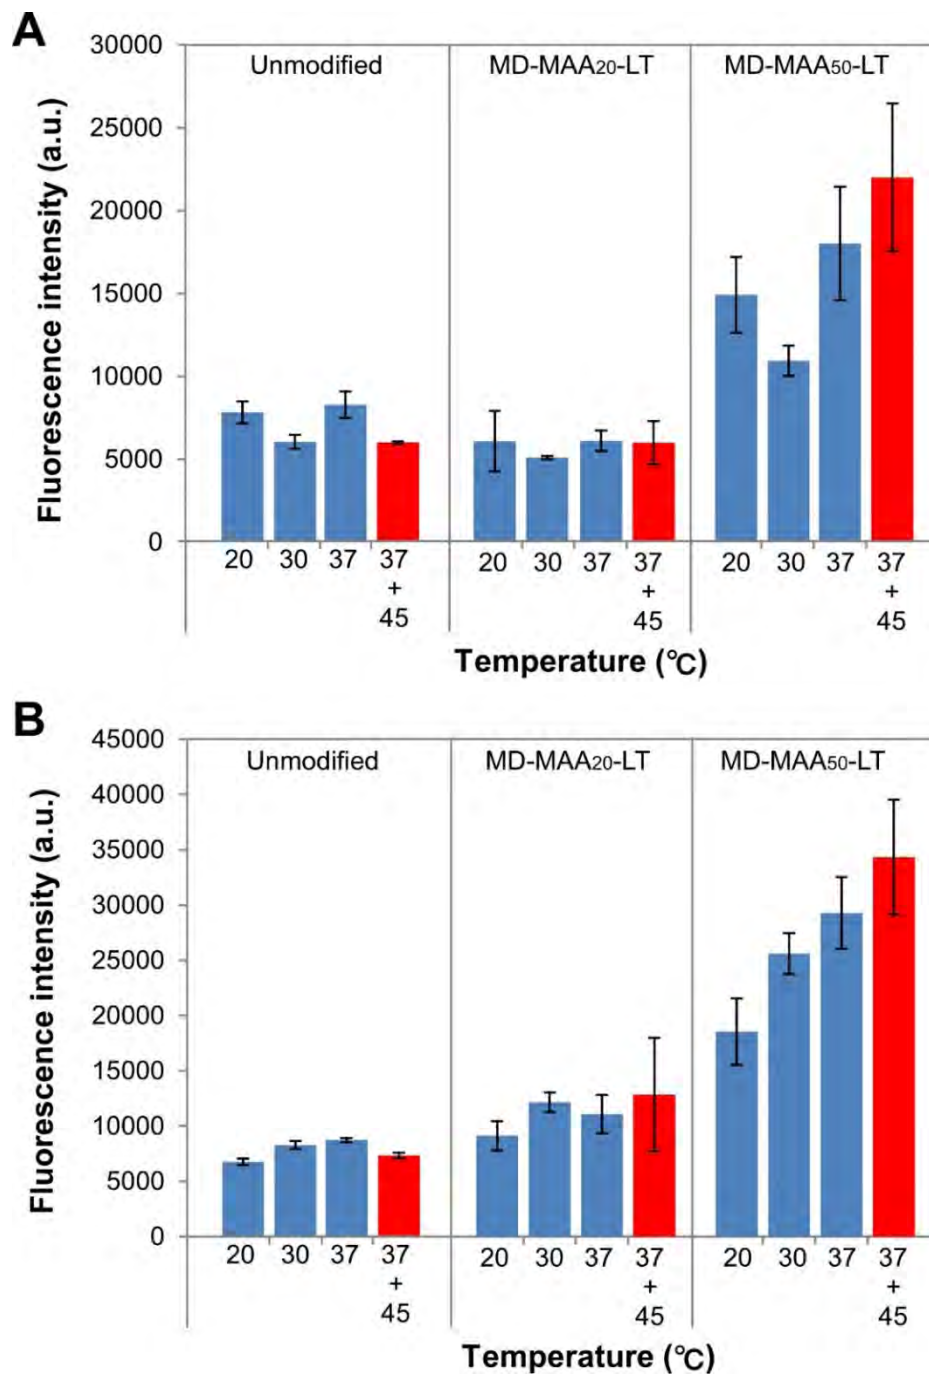 A
30000
Unmodified
MD-MAA20-LT
MD-MAA50-LT
25000
20000
15000
10000
5000
0
Fluorescence intensity (a.u.)
20 30 37 37 20 30 37 37 20 30 37 37
+ + +
45 45 45
Temperature (℃)
B
45000
Unmodified
MD-MAA20-LT
MD-MAA50-LT
40000
35000
30000
25000
20000
15000
10000
5000
0
Fluorescence intensity (a.u.)
20 30 37 37 20 30 37 37 20 30 37 37
+ + +
45 45 45
Temperature (℃)